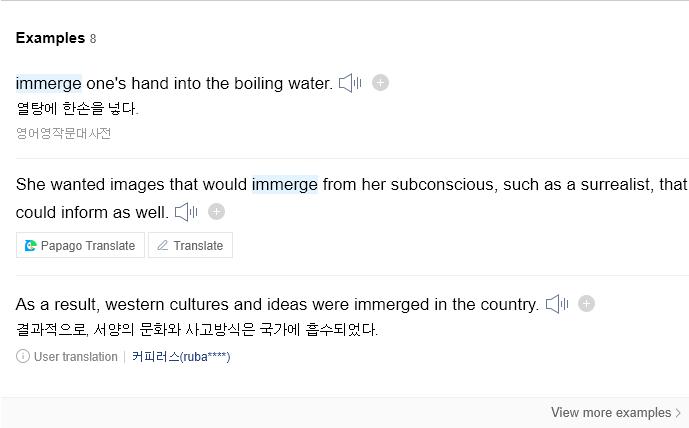 Examples 8
immerge one's hand into the boiling water.
열탕에 한손을 넣다.
영어영작문대사전
She wanted images that would immerge from her subconscious, such as a surrealist, that
could inform as well.
Papago Translate Translate
As a result, western cultures and ideas were immerged in the country.
결과적으로, 서양의 문화와 사고방식은 국가에 흡수되었다.
User translation 커피러스(ruba****)
View more examples